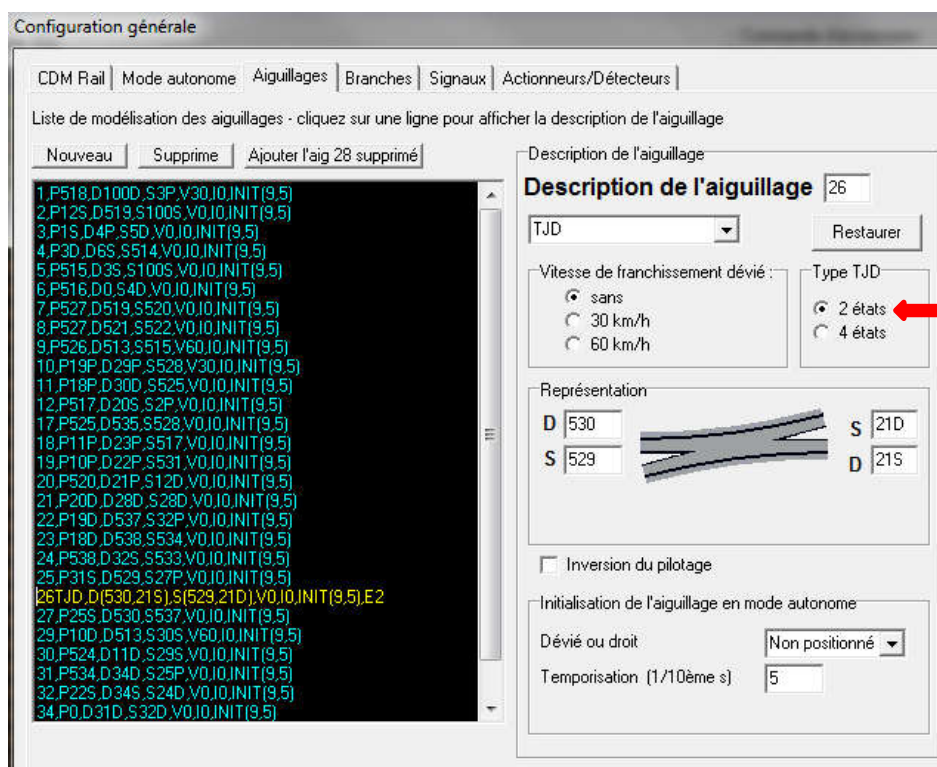 Configuration générale
CDM Rail Mode autonome Aiguillages Branches Signaux Actionneurs/Détecteurs
Liste de modélisation des aiguillages - cliquez sur une ligne pour afficher la description de l'aiguillage
Nouveau Supprime Ajouter l'aig 28 supprimé
1,P518,D100D,S3P,V30,I0,INIT(9,5)
2,P12S,D519,S100S,V0,I0,INIT(9,5)
3,P1S,D4P,S5D,V0,I0,INIT(9,5)
4,P3D,D6S,S514,V0,I0,INIT(9,5)
5,P515,D3S,S100S,V0,I0,INIT(9,5)
6,P516,D0,S4D,V0,I0,INIT(9,5)
7,P527,D519,S520,V0,I0,INIT(9,5)
8,P527,D521,S522,V0,I0,INIT(9,5)
9,P526,D513,S515,V60,I0,INIT(9,5)
10,P19P,D29P,S528,V30,I0,INIT(9,5)
11,P18P,D30D,S525,V0,I0,INIT(9,5)
12,P517,D20S,S2P,V0,I0,INIT(9,5)
17,P525,D535,S528,V0,I0,INIT(9,5)
18,P11P,D23P,S517,V0,I0,INIT(9,5)
19,P10P,D22P,S531,V0,I0,INIT(9,5)
20,P520,D21P,S12D,V0,I0,INIT(9,5)
21,P20D,D28D,S28D,V0,I0,INIT(9,5)
22,P19D,D537,S32P,V0,I0,INIT(9,5)
23,P18D,D538,S534,V0,I0,INIT(9,5)
24,P538,D32S,S533,V0,I0,INIT(9,5)
25,P31S,D529,S27P,V0,I0,INIT(9,5)
26TJD,D(530,21S),S(529,21D),V0,I0,INIT(9,5),E2
27,P25S,D530,S537,V0,I0,INIT(9,5)
29,P10D,D513,S30S,V60,I0,INIT(9,5)
30,P524,D11D,S29S,V0,I0,INIT(9,5)
31,P534,D34D,S25P,V0,I0,INIT(9,5)
32,P22S,D34S,S24D,V0,I0,INIT(9,5)
34,P0,D31D,S32D,V0,I0,INIT(9,5)
Description de l'aiguillage
Description de l'aiguillage 26
TJD Restaurer
Vitesse de franchissement dévié :
sans
30 km/h
60 km/h
Type TJD
2 états
4 états
Représentation
D 530 S 21D
S 529 D 21S
Inversion du pilotage
Initialisation de l'aiguillage en mode autonome
Dévié ou droit Non positionné
Temporisation (1/10ème s) 5